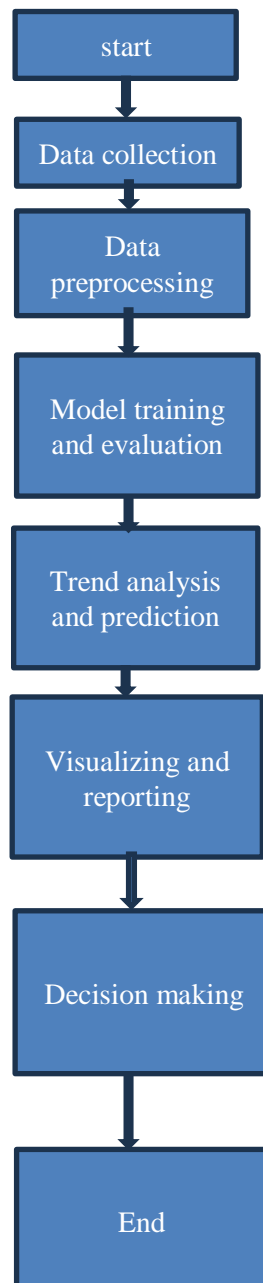 start
Data collection
Data
preprocessing
Model training
and evaluation
Trend analysis
and prediction
Visualizing and
reporting
Decision making
End